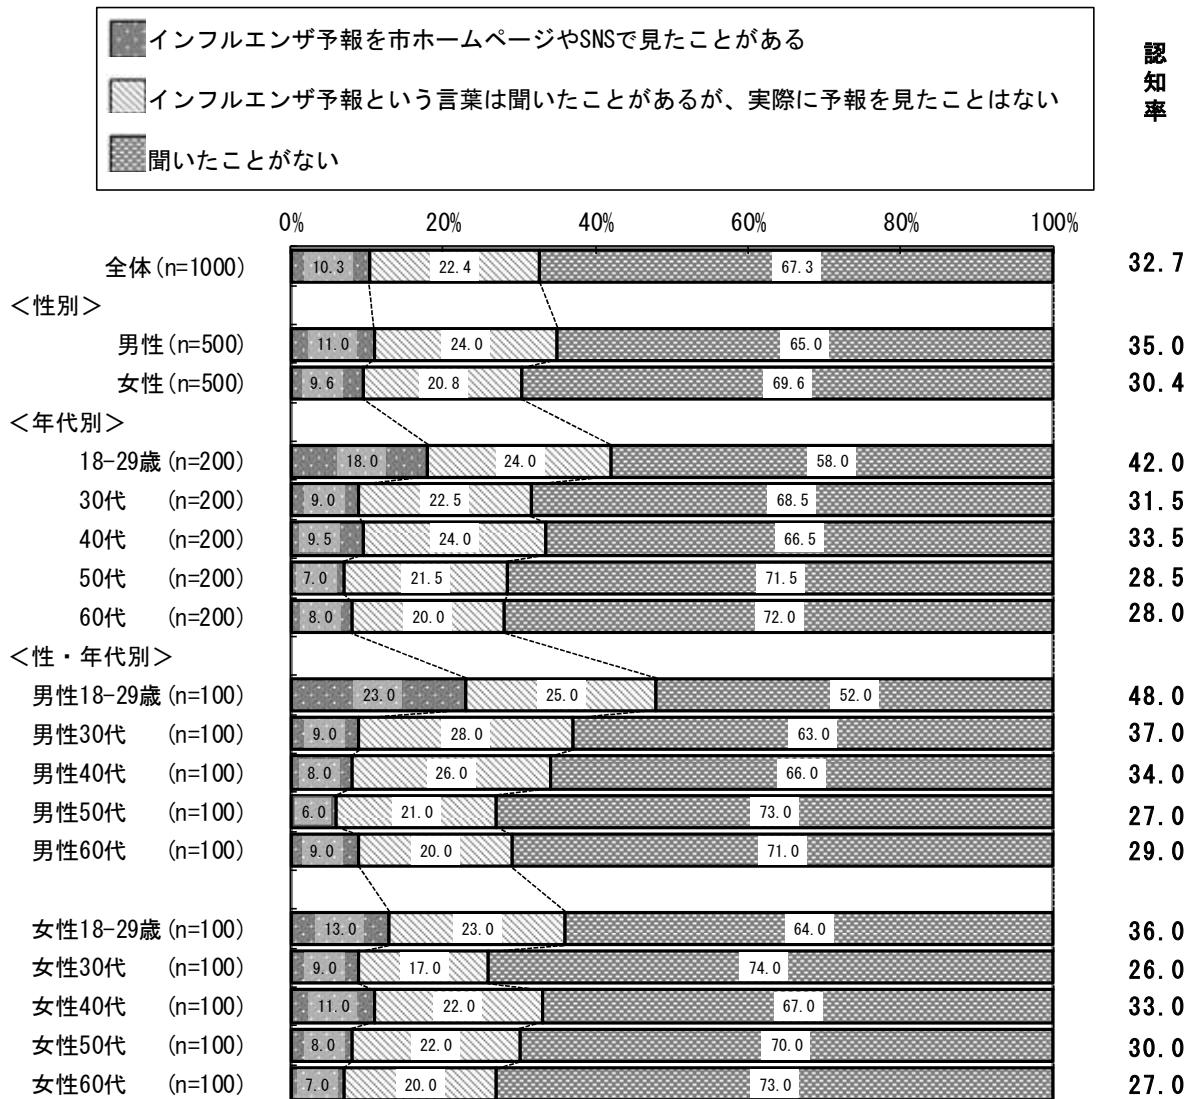 インフルエンザ予報を市ホームページやSNSで見たことがある
インフルエンザ予報という言葉は聞いたことがあるが、実際に予報を見たことはない
聞いたことがない
認知率
0% 20% 40% 60% 80% 100%
全体(n=1000) 10.3 22.4 67.3 32.7
＜性別＞
男性(n=500) 11.0 24.0 65.0 35.0
女性(n=500) 9.6 20.8 69.6 30.4
＜年代別＞
18-29歳(n=200) 18.0 24.0 58.0 42.0
30代 (n=200) 9.0 22.5 68.5 31.5
40代 (n=200) 9.5 24.0 66.5 33.5
50代 (n=200) 7.0 21.5 71.5 28.5
60代 (n=200) 8.0 20.0 72.0 28.0
＜性・年代別＞
男性18-29歳(n=100) 23.0 25.0 52.0 48.0
男性30代 (n=100) 9.0 28.0 63.0 37.0
男性40代 (n=100) 8.0 26.0 66.0 34.0
男性50代 (n=100) 6.0 21.0 73.0 27.0
男性60代 (n=100) 9.0 20.0 71.0 29.0
女性18-29歳(n=100) 13.0 23.0 64.0 36.0
女性30代 (n=100) 9.0 17.0 74.0 26.0
女性40代 (n=100) 11.0 22.0 67.0 33.0
女性50代 (n=100) 8.0 22.0 70.0 30.0
女性60代 (n=100) 7.0 20.0 73.0 27.0